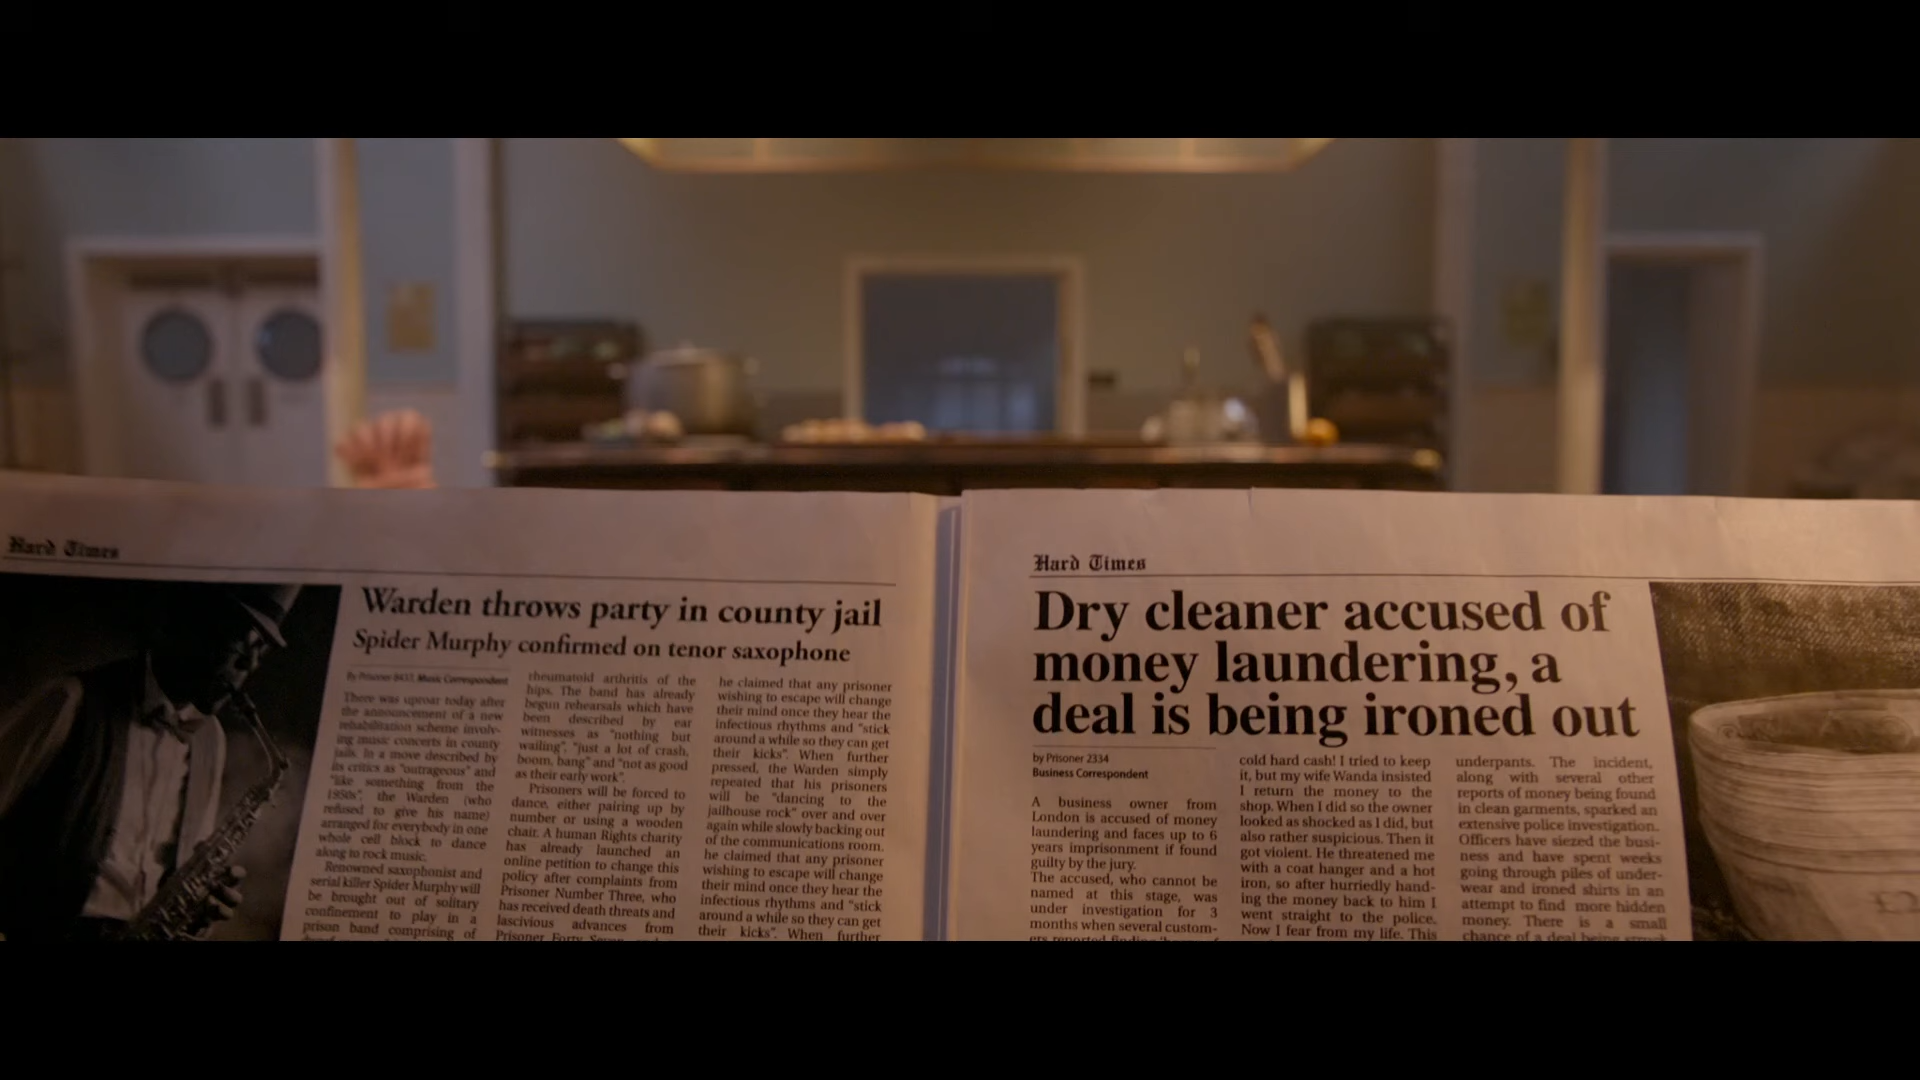 Hard Times
Warden throws party in county jail
Spider Murphy confirmed on tenor saxophone
By Prisoner 8437, Music Correspondent
There was uproar today after
the announcement of a new
rehabilitation scheme involv-
ing music concerts in county
jails. In a move described by
its critics as "outrageous" and
"like something from the
1950s", the Warden (who
refused to give his name)
arranged for everybody in one
whole cell block to dance
along to rock music.
Renowned saxophonist and
serial killer Spider Murphy will
be brought out of solitary
confinement to play in a
prison band comprising of
rheumatoid arthritis of the
hips. The band has already
begun rehearsals which have
been described by ear
witnesses as "nothing but
wailing", "just a lot of crash,
boom, bang" and "not as good
as their early work".
Prisoners will be forced to
dance, either pairing up by
number or using a wooden
chair. A human Rights charity
has already launched an
online petition to change this
policy after complaints from
Prisoner Number Three, who
has received death threats and
lascivious advances from
Prisoner Forty Seven
he claimed that any prisoner
wishing to escape will change
their mind once they hear the
infectious rhythms and "stick
around a while so they can get
their kicks". When further
pressed, the Warden simply
repeated that his prisoners
will be "dancing to the
jailhouse rock" over and over
again while slowly backing out
of the communications room.
he claimed that any prisoner
wishing to escape will change
their mind once they hear the
infectious rhythms and "stick
around a while so they can get
their kicks". When further
Hard Times
Dry cleaner accused of
money laundering, a
deal is being ironed out
by Prisoner 2334
Business Correspondent
A business owner from
London is accused of money
laundering and faces up to 6
years imprisonment if found
guilty by the jury.
The accused, who cannot be
named at this stage, was
under investigation for 3
months when several custom-
ers reported finding
cold hard cash! I tried to keep
it, but my wife Wanda insisted
I return the money to the
shop. When I did so the owner
looked as shocked as I did, but
also rather suspicious. Then it
got violent. He threatened me
with a coat hanger and a hot
iron, so after hurriedly hand-
ing the money back to him I
went straight to the police.
Now I fear from my life. This
underpants. The incident,
along with several other
reports of money being found
in clean garments, sparked an
extensive police investigation.
Officers have siezed the busi-
ness and have spent weeks
going through piles of under-
wear and ironed shirts in an
attempt to find more hidden
money. There is a small
chance of a deal being struck